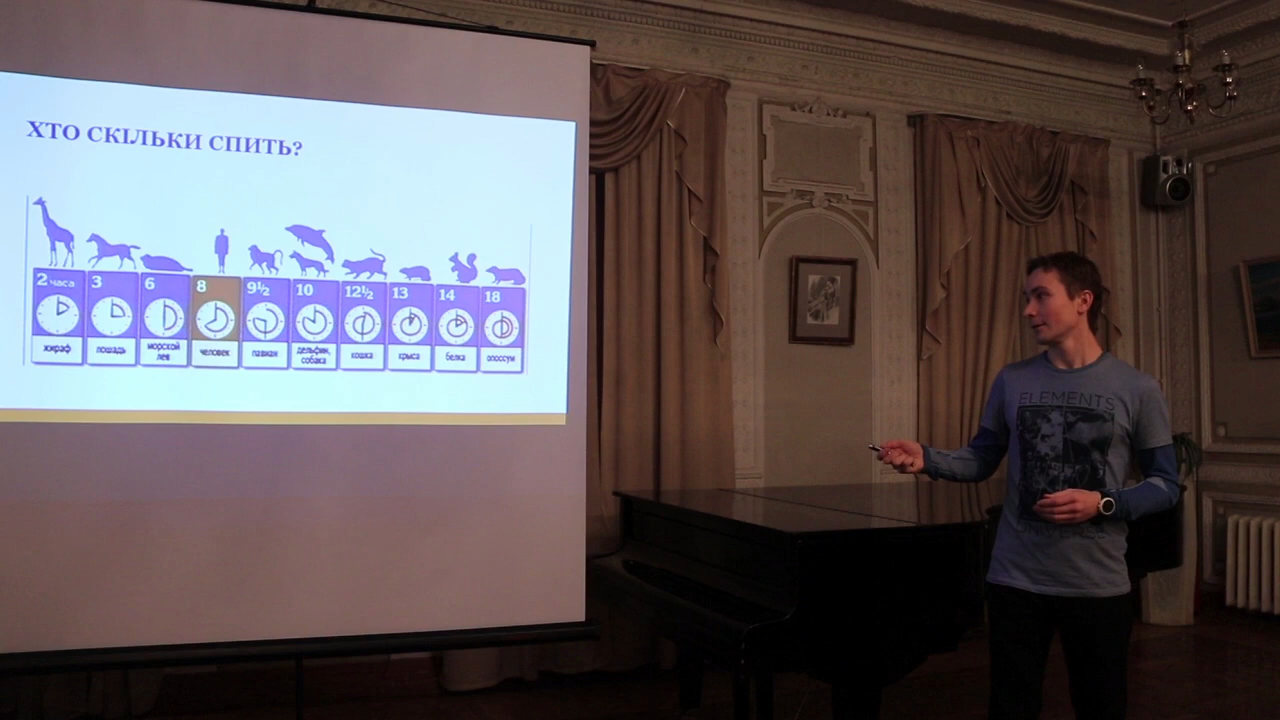 ХТО СКІЛЬКИ СПИТЬ?
2 часа 3 6 8 9½ 10 12½ 13 14 18
жираф лошадь морской лев человек павиан дельфин, собака кошка крыса белка опоссум
ELEMENTS
UNIVERSE